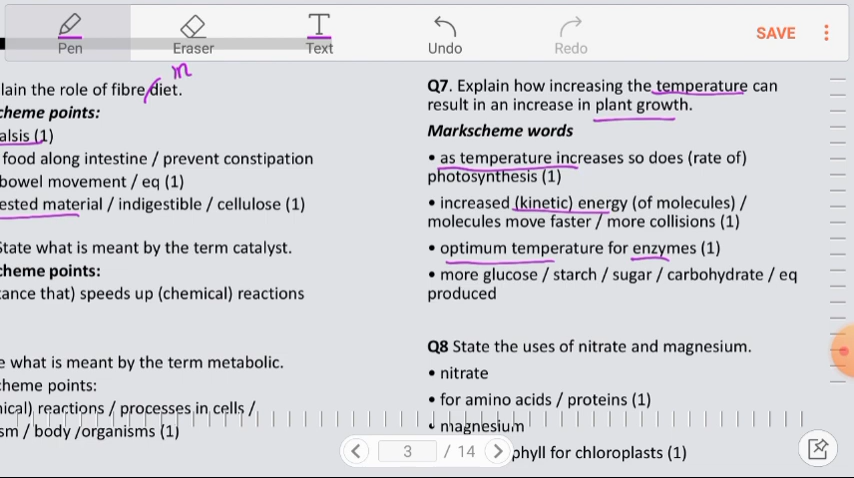 Pen
Eraser
Text
Undo
Redo
SAVE
m
lain the role of fibre/diet.
cheme points:
alsis (1)
food along intestine / prevent constipation
bowel movement / eq (1)
ested material / indigestible / cellulose (1)
State what is meant by the term catalyst.
cheme points:
tance that) speeds up (chemical) reactions
e what is meant by the term metabolic.
cheme points:
nical) reactions / processes in cells /
sm / body /organisms (1)
Q7. Explain how increasing the temperature can
result in an increase in plant growth.
Markscheme words
• as temperature increases so does (rate of)
photosynthesis (1)
• increased (kinetic) energy (of molecules) /
molecules move faster / more collisions (1)
• optimum temperature for enzymes (1)
• more glucose / starch / sugar / carbohydrate / eq
produced
Q8 State the uses of nitrate and magnesium.
• nitrate
• for amino acids / proteins (1)
• magnesium
phyll for chloroplasts (1)
3 / 14